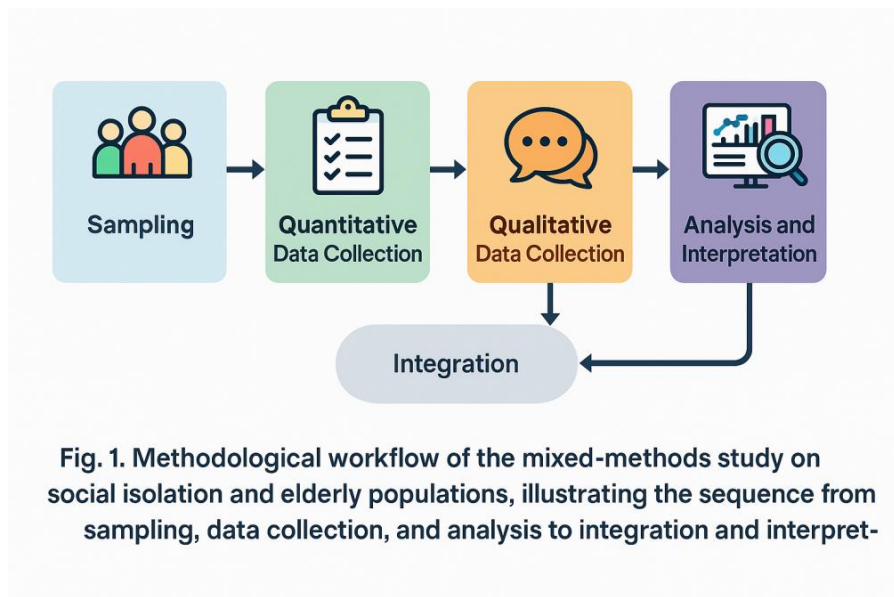 Sampling
Quantitative
Data Collection
Qualitative
Data Collection
Analysis and
Interpretation
Integration
Fig. 1. Methodological workflow of the mixed-methods study on
social isolation and elderly populations, illustrating the sequence from
sampling, data collection, and analysis to integration and interpret-